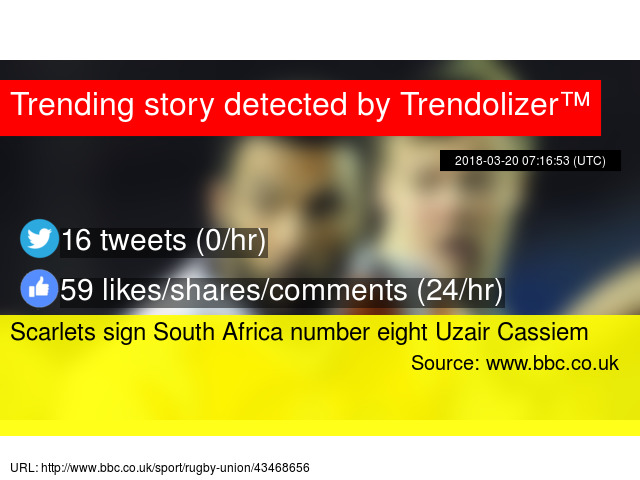 Trending story detected by Trendolizer™
2018-03-20 07:16:53 (UTC)
16 tweets (0/hr)
59 likes/shares/comments (24/hr)
Scarlets sign South Africa number eight Uzair Cassiem
Source: www.bbc.co.uk
URL: http://www.bbc.co.uk/sport/rugby-union/43468656